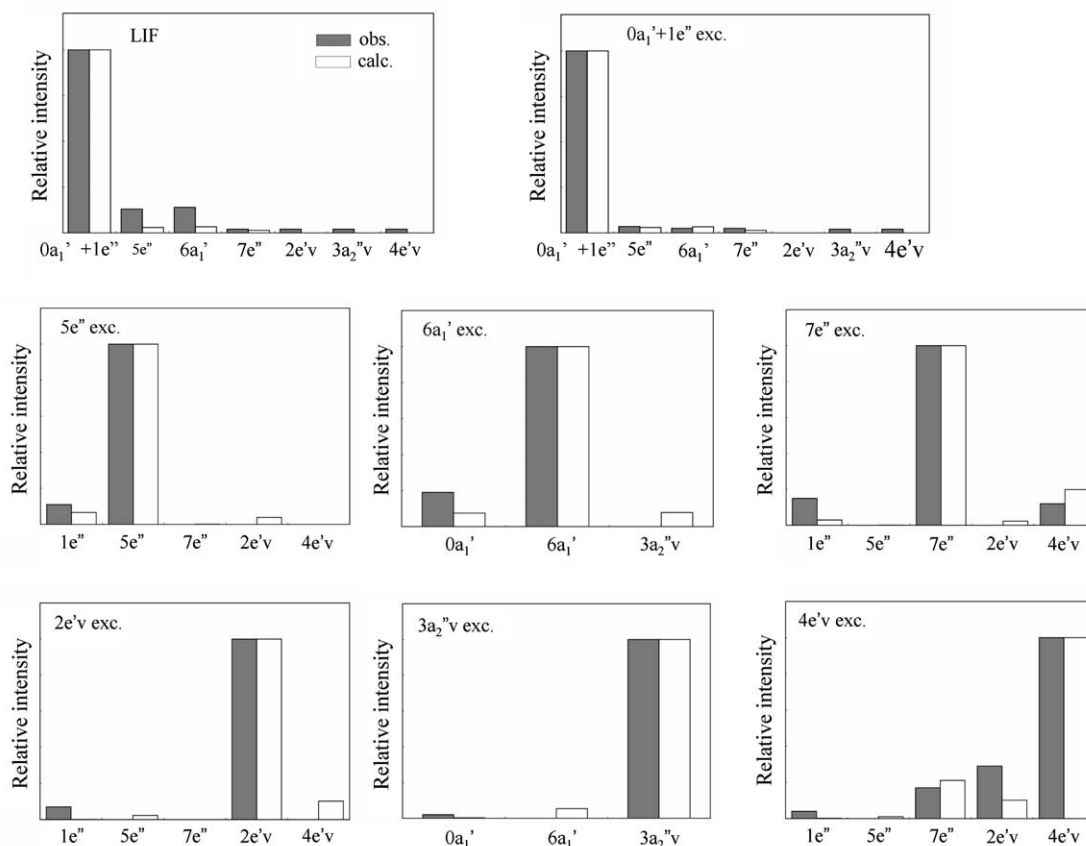 LIF
obs.
calc.
Relative intensity
0a₁' +1e" 5e" 6a₁' 7e" 2e'v 3a₂"v 4e'v
0a₁'+1e" exc.
Relative intensity
0a₁' +1e" 5e" 6a₁' 7e" 2e'v 3a₂"v 4e'v
5e" exc.
Relative intensity
1e" 5e" 7e" 2e'v 4e'v
6a₁' exc.
Relative intensity
0a₁' 6a₁' 3a₂"v
7e" exc.
Relative intensity
1e" 5e" 7e" 2e'v 4e'v
2e'v exc.
Relative intensity
1e" 5e" 7e" 2e'v 4e'v
3a₂"v exc.
Relative intensity
0a₁' 6a₁' 3a₂"v
4e'v exc.
Relative intensity
1e" 5e" 7e" 2e'v 4e'v